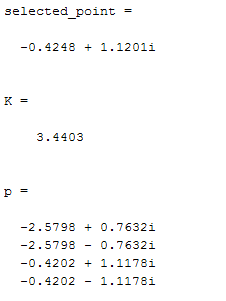 selected_point =
-0.4248 + 1.1201i
K =
3.4403
p =
-2.5798 + 0.7632i
-2.5798 - 0.7632i
-0.4202 + 1.1178i
-0.4202 - 1.1178i